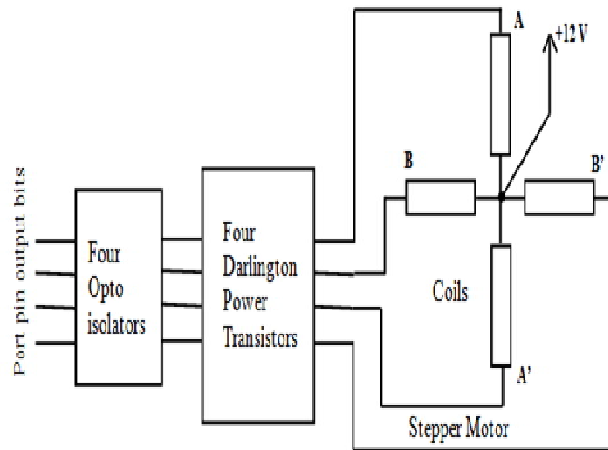 A
+12 V
B
B'
Port pin output bits
Four
Opto
isolators
Four
Darlington
Power
Transistors
Coils
A'
Stepper Motor